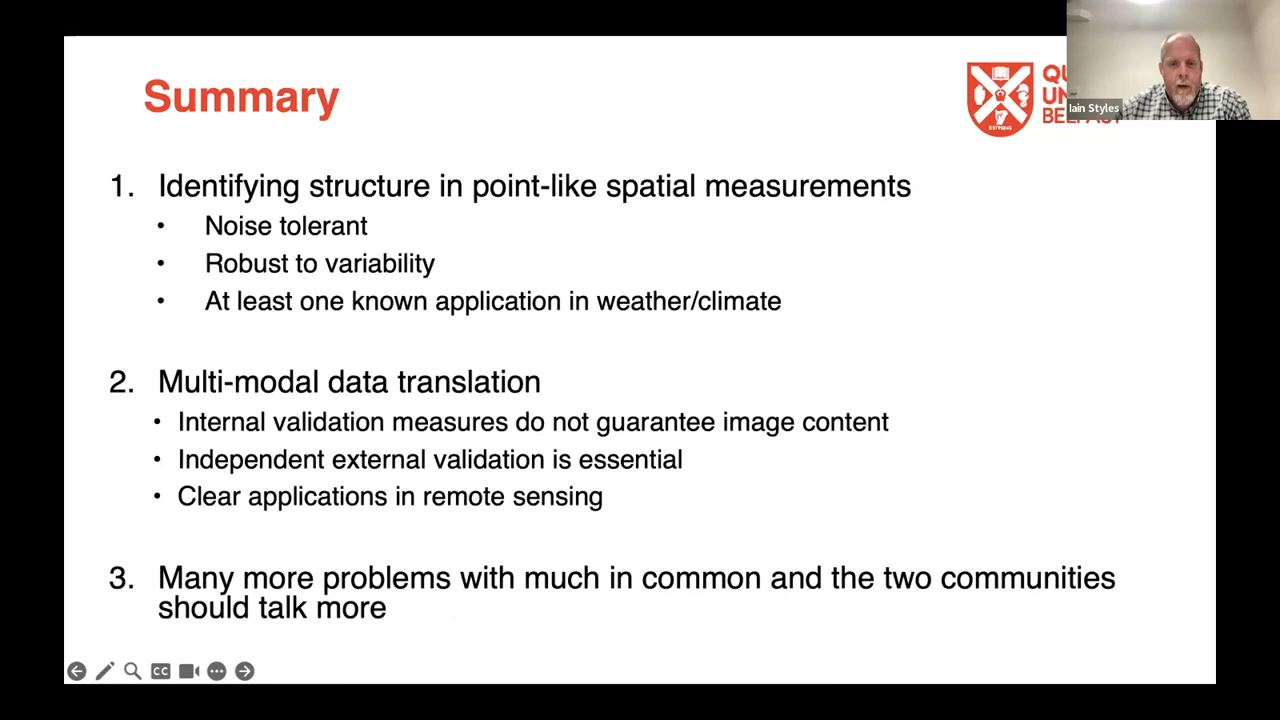 Summary
Iain Styles
1. Identifying structure in point-like spatial measurements
• Noise tolerant
• Robust to variability
• At least one known application in weather/climate
2. Multi-modal data translation
• Internal validation measures do not guarantee image content
• Independent external validation is essential
• Clear applications in remote sensing
3. Many more problems with much in common and the two communities
should talk more
CC